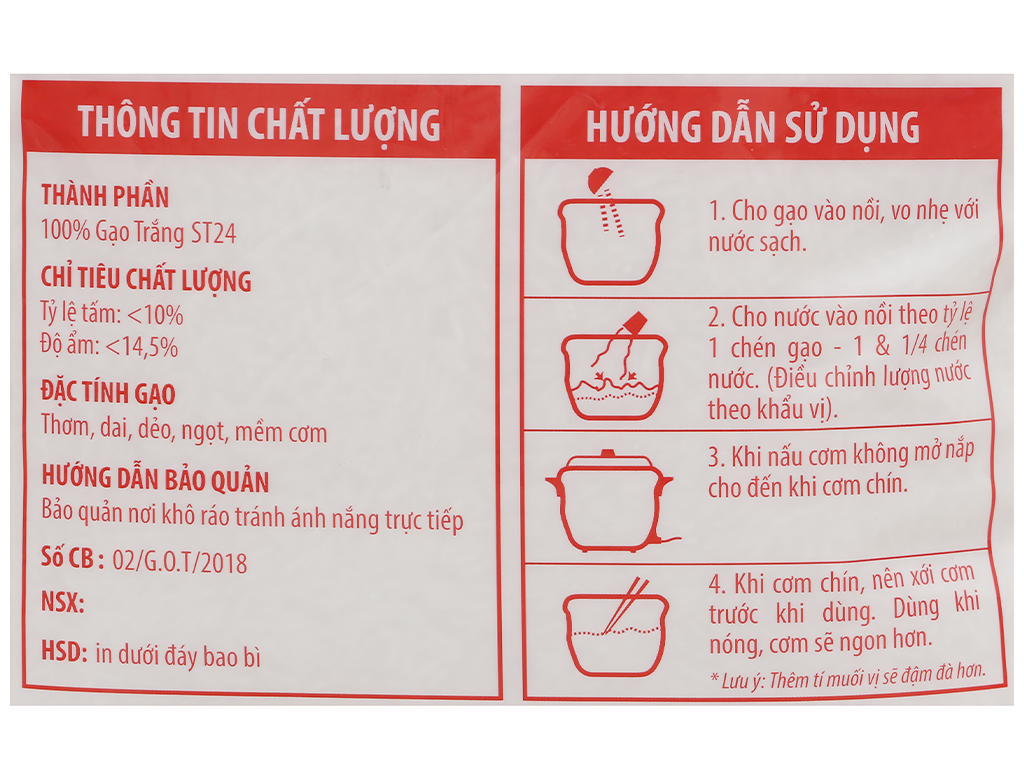 THÔNG TIN CHẤT LƯỢNG
THÀNH PHẦN
100% Gạo Trắng ST24
CHỈ TIÊU CHẤT LƯỢNG
Tỷ lệ tấm: <10%
Độ ẩm: <14,5%
ĐẶC TÍNH GẠO
Thơm, dai, dẻo, ngọt, mềm cơm
HƯỚNG DẪN BẢO QUẢN
Bảo quản nơi khô ráo tránh ánh nắng trực tiếp
Số CB : 02/G.O.T/2018
NSX:
HSD: in dưới đáy bao bì
HƯỚNG DẪN SỬ DỤNG
1. Cho gạo vào nồi, vo nhẹ với
nước sạch.
2. Cho nước vào nồi theo tỷ lệ
1 chén gạo - 1 & 1/4 chén
nước. (Điều chỉnh lượng nước
theo khẩu vị).
3. Khi nấu cơm không mở nắp
cho đến khi cơm chín.
4. Khi cơm chín, nên xới cơm
trước khi dùng. Dùng khi
nóng, cơm sẽ ngon hơn.
* Lưu ý: Thêm tí muối vị sẽ đậm đà hơn.